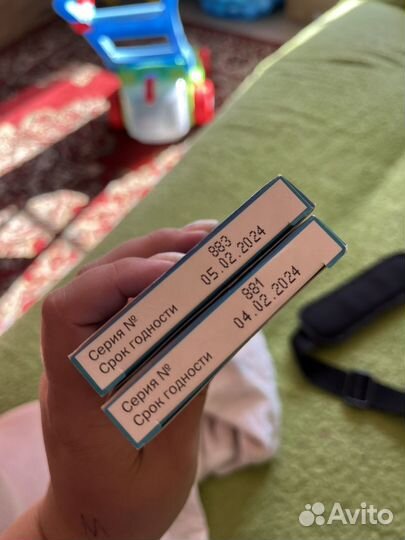 Серия № 883
Срок годности 05.02.2024
Серия № 881
Срок годности 04.02.2024
Avito